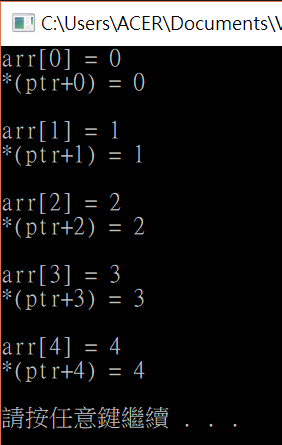 C:\Users\ACER\Documents\
arr[0] = 0
*(ptr+0) = 0
arr[1] = 1
*(ptr+1) = 1
arr[2] = 2
*(ptr+2) = 2
arr[3] = 3
*(ptr+3) = 3
arr[4] = 4
*(ptr+4) = 4
請按任意鍵繼續 . . .